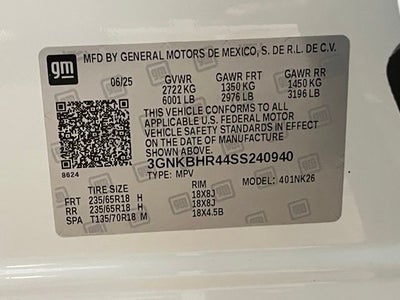 gm
MFD BY GENERAL MOTORS DE MEXICO, S. DE R.L. DE C.V.
06/25 GVWR GAWR FRT GAWR RR
2722 KG 1350 KG 1450 KG
6001 LB 2976 LB 3196 LB
THIS VEHICLE CONFORMS TO ALL
APPLICABLE U.S. FEDERAL MOTOR
VEHICLE SAFETY AND BUMPER
STANDARDS IN EFFECT ON THE DATE
OF MANUFACTURE SHOWN ABOVE.
3GNKBHR44SS240940
8624 TYPE: MPV MODEL: 401NK26
TIRE SIZE RIM
FRT 235/65R18 H 18X8J
RR 235/65R18 H 18X8J
SPA T135/70R18 M 18X4.5B